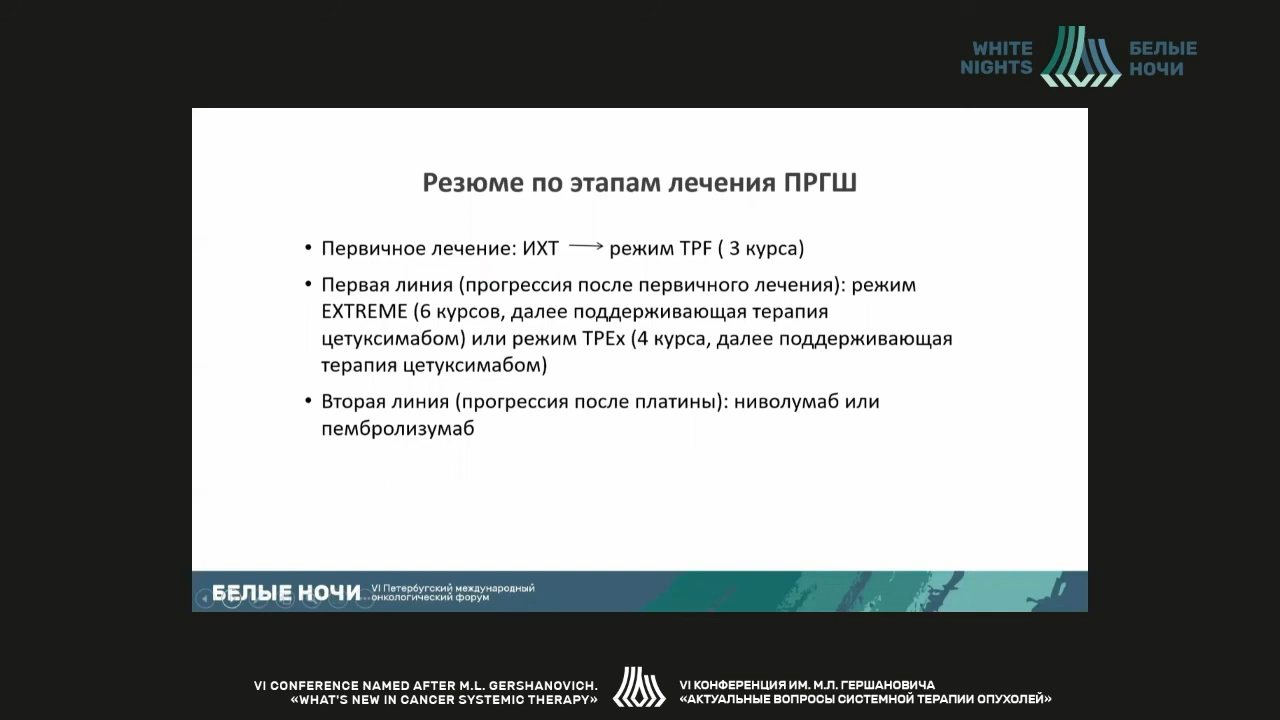 WHITE NIGHTS
БЕЛЫЕ НОЧИ
Резюме по этапам лечения ПРГШ
• Первичное лечение: ИХТ → режим TPF ( 3 курса)
• Первая линия (прогрессия после первичного лечения): режим
EXTREME (6 курсов, далее поддерживающая терапия
цетуксимабом) или режим TPEx (4 курса, далее поддерживающая
терапия цетуксимабом)
• Вторая линия (прогрессия после платины): ниволумаб или
пембролизумаб
БЕЛЫЕ НОЧИ
VI Петербургский международный
онкологический форум
VI CONFERENCE NAMED AFTER M.L. GERSHANOVICH.
«WHAT'S NEW IN CANCER SYSTEMIC THERAPY»
VI КОНФЕРЕНЦИЯ ИМ. М.Л. ГЕРШАНОВИЧА
«АКТУАЛЬНЫЕ ВОПРОСЫ СИСТЕМНОЙ ТЕРАПИИ ОПУХОЛЕЙ»